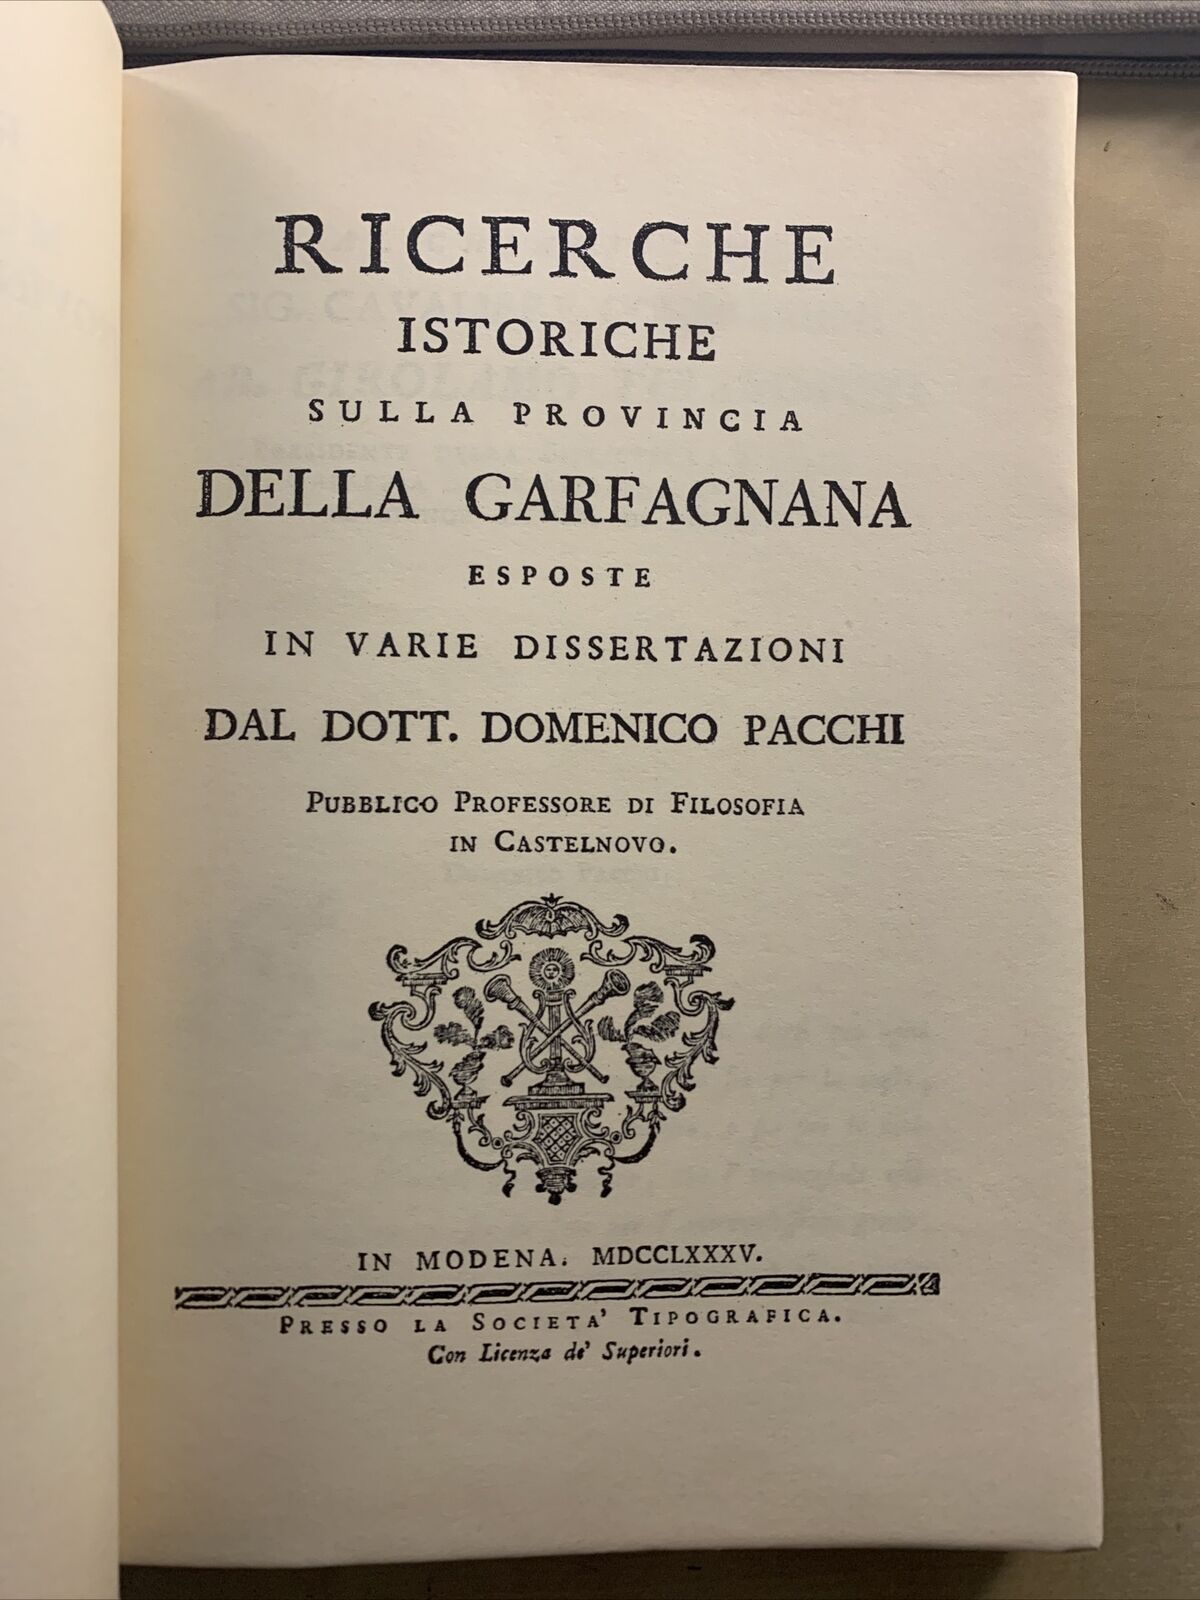 RICERCHE
ISTORICHE
SULLA PROVINCIA
DELLA GARFAGNANA
ESPOSTE
IN VARIE DISSERTAZIONI
DAL DOTT. DOMENICO PACCHI
PUBBLICO PROFESSORE DI FILOSOFIA
IN CASTELNOVO.
IN MODENA. MDCCLXXXV.
PRESSO LA SOCIETA' TIPOGRAFICA.
Con Licenza de' Superiori.